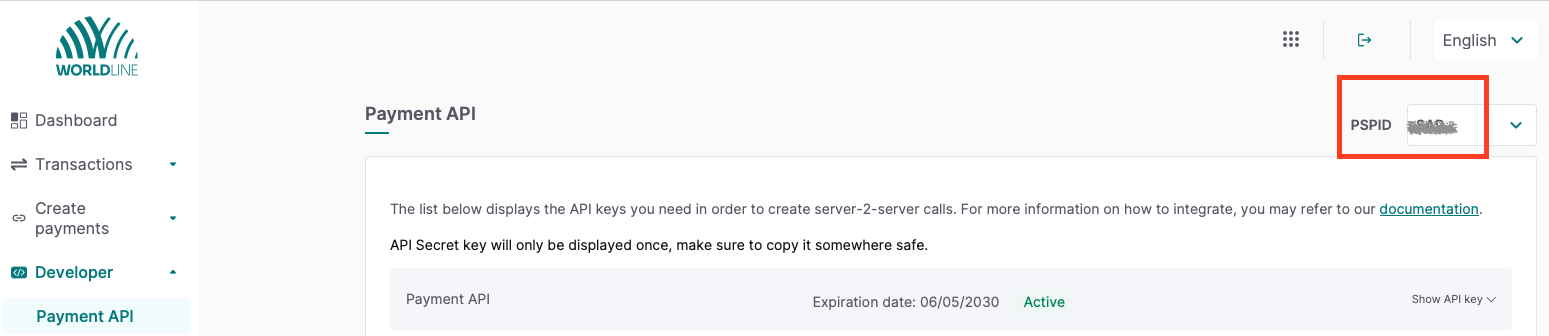 WORLDLINE
English
Payment API
PSPID
Dashboard
Transactions
Create
payments
Developer
Payment API
The list below displays the API keys you need in order to create server-2-server calls. For more information on how to integrate, you may refer to our documentation.
API Secret key will only be displayed once, make sure to copy it somewhere safe.
Payment API
Expiration date: 06/05/2030
Active
Show API key